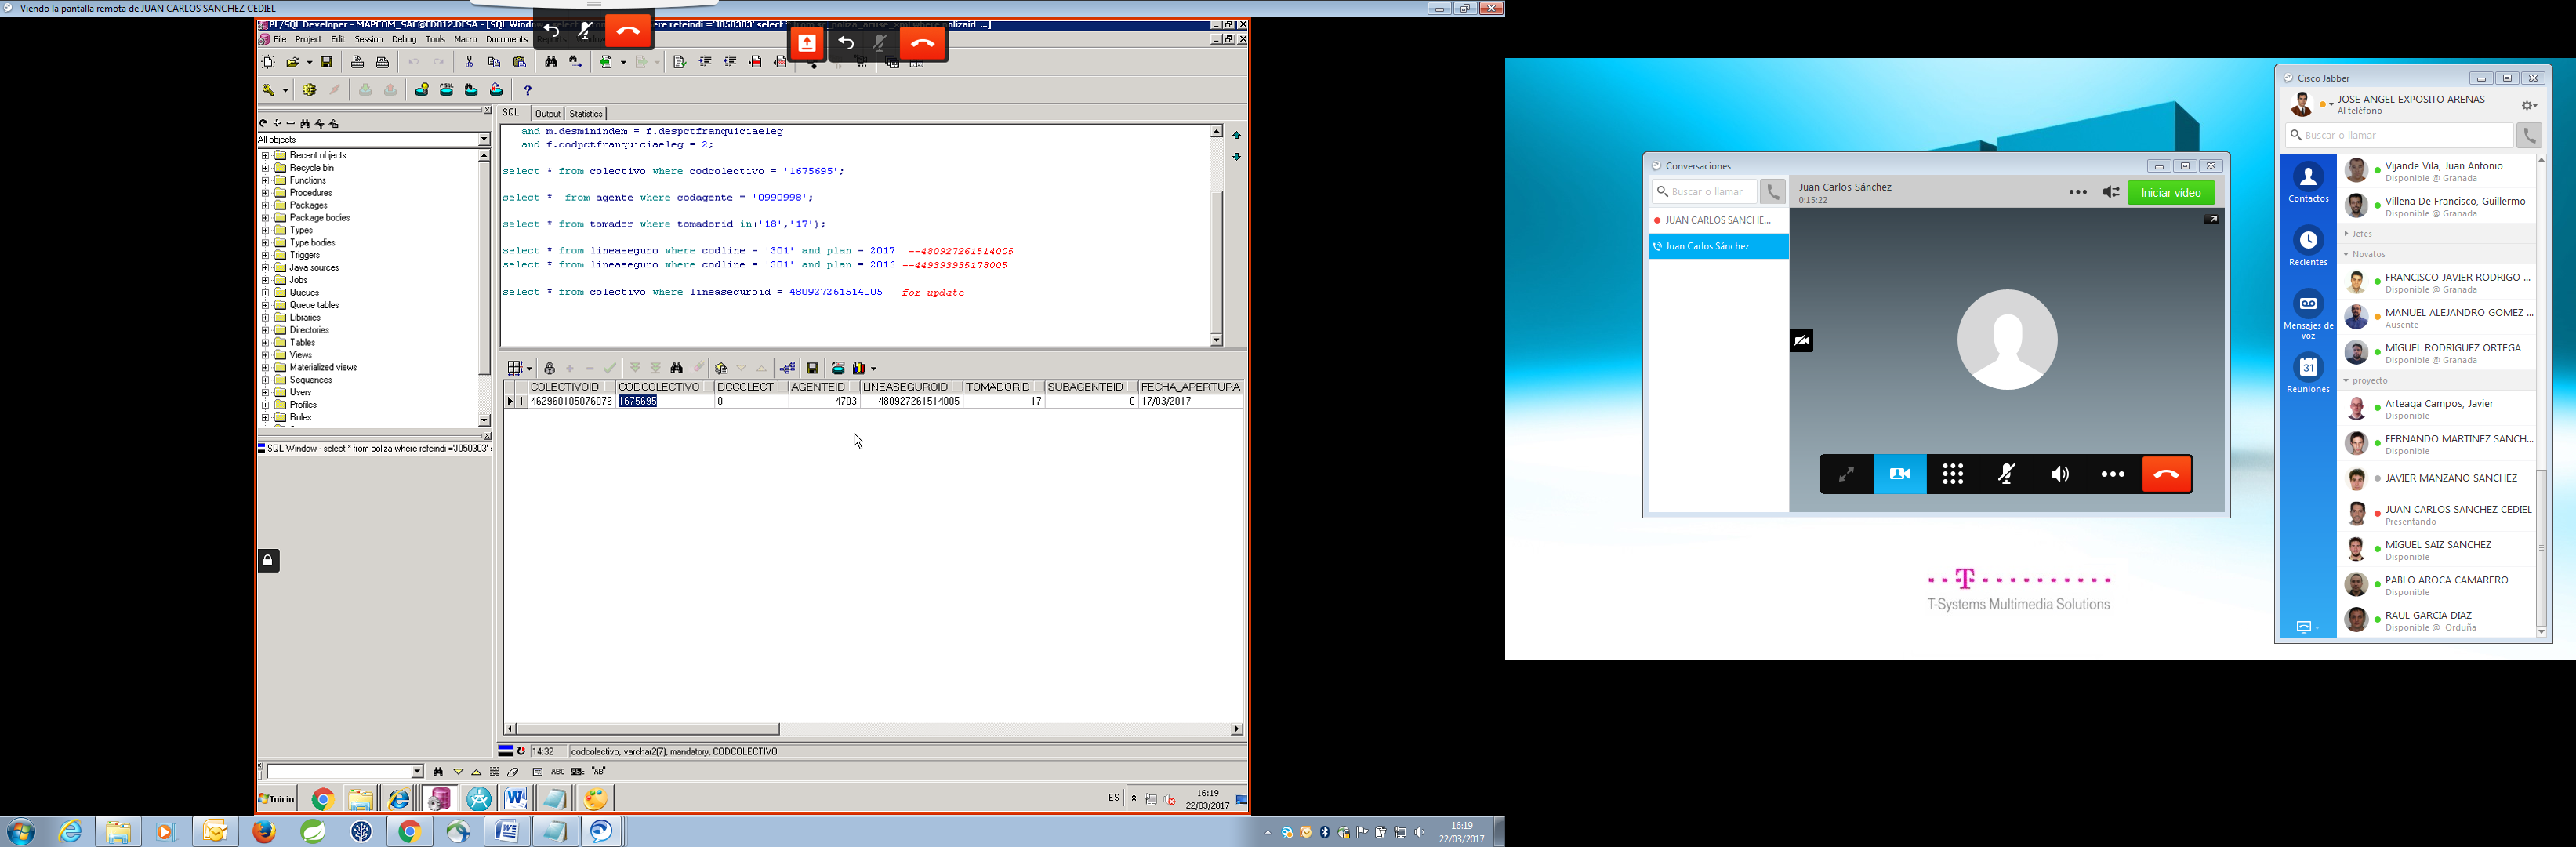 Viendo la pantalla remota de JUAN CARLOS SANCHEZ CEDIEL
PL/SQL Developer - MAPCOM_SAC@FD012.DESA - [SQL Wind
ere refeindi ='J050303' select
poliza_acuse_xml where polizaid ...]
File Project Edit Session Debug Tools Macro Documents
All objects
Recent objects
Recycle bin
Functions
Procedures
Packages
Package bodies
Types
Type bodies
Triggers
Java sources
Jobs
Queues
Queue tables
Libraries
Directories
Tables
Views
Materialized views
Sequences
Users
Profiles
Roles
SQL Window - select * from poliza where refeindi ='J050303'
SQL Output Statistics
and m.desminindem = f.despctfranquiciaeleg
and f.codpctfranquiciaeleg = 2;
select * from colectivo where codcolectivo = '1675695';
select * from agente where codagente = '0990998';
select * from tomador where tomadorid in('18','17');
select * from lineaseguro where codline = '301' and plan = 2017 --480927261514005
select * from lineaseguro where codline = '301' and plan = 2016 --449393935178005
select * from colectivo where lineaseguroid = 480927261514005-- for update
COLECTIVOID CODCOLECTIVO DCCOLECT AGENTEID LINEASEGUROID TOMADORID SUBAGENTEID FECHA_APERTURA
1 462960105076079 1675695 0 4703 480927261514005 17 0 17/03/2017
14:32 codcolectivo, varchar2(7), mandatory, CODCOLECTIVO
ABC "AB"
Inicio
ES
16:19
22/03/2017
16:19
22/03/2017
Conversaciones
Buscar o llamar
JUAN CARLOS SANCHE...
Juan Carlos Sánchez
Juan Carlos Sánchez
0:15:22
Iniciar vídeo
T
T-Systems Multimedia Solutions
Cisco Jabber
JOSE ANGEL EXPOSITO ARENAS
Al teléfono
Buscar o llamar
Contactos
Recientes
Mensajes de
voz
31
Reuniones
Vijande Vila, Juan Antonio
Disponible @ Granada
Villena De Francisco, Guillermo
Disponible @ Granada
Jefes
Novatos
FRANCISCO JAVIER RODRIGO ...
Disponible @ Granada
MANUEL ALEJANDRO GOMEZ ...
Ausente
MIGUEL RODRIGUEZ ORTEGA
Disponible @ Granada
proyecto
Arteaga Campos, Javier
Disponible
FERNANDO MARTINEZ SANCH...
Disponible
JAVIER MANZANO SANCHEZ
JUAN CARLOS SANCHEZ CEDIEL
Presentando
MIGUEL SAIZ SANCHEZ
Disponible
PABLO AROCA CAMARERO
Disponible
RAUL GARCIA DIAZ
Disponible @ Orduña